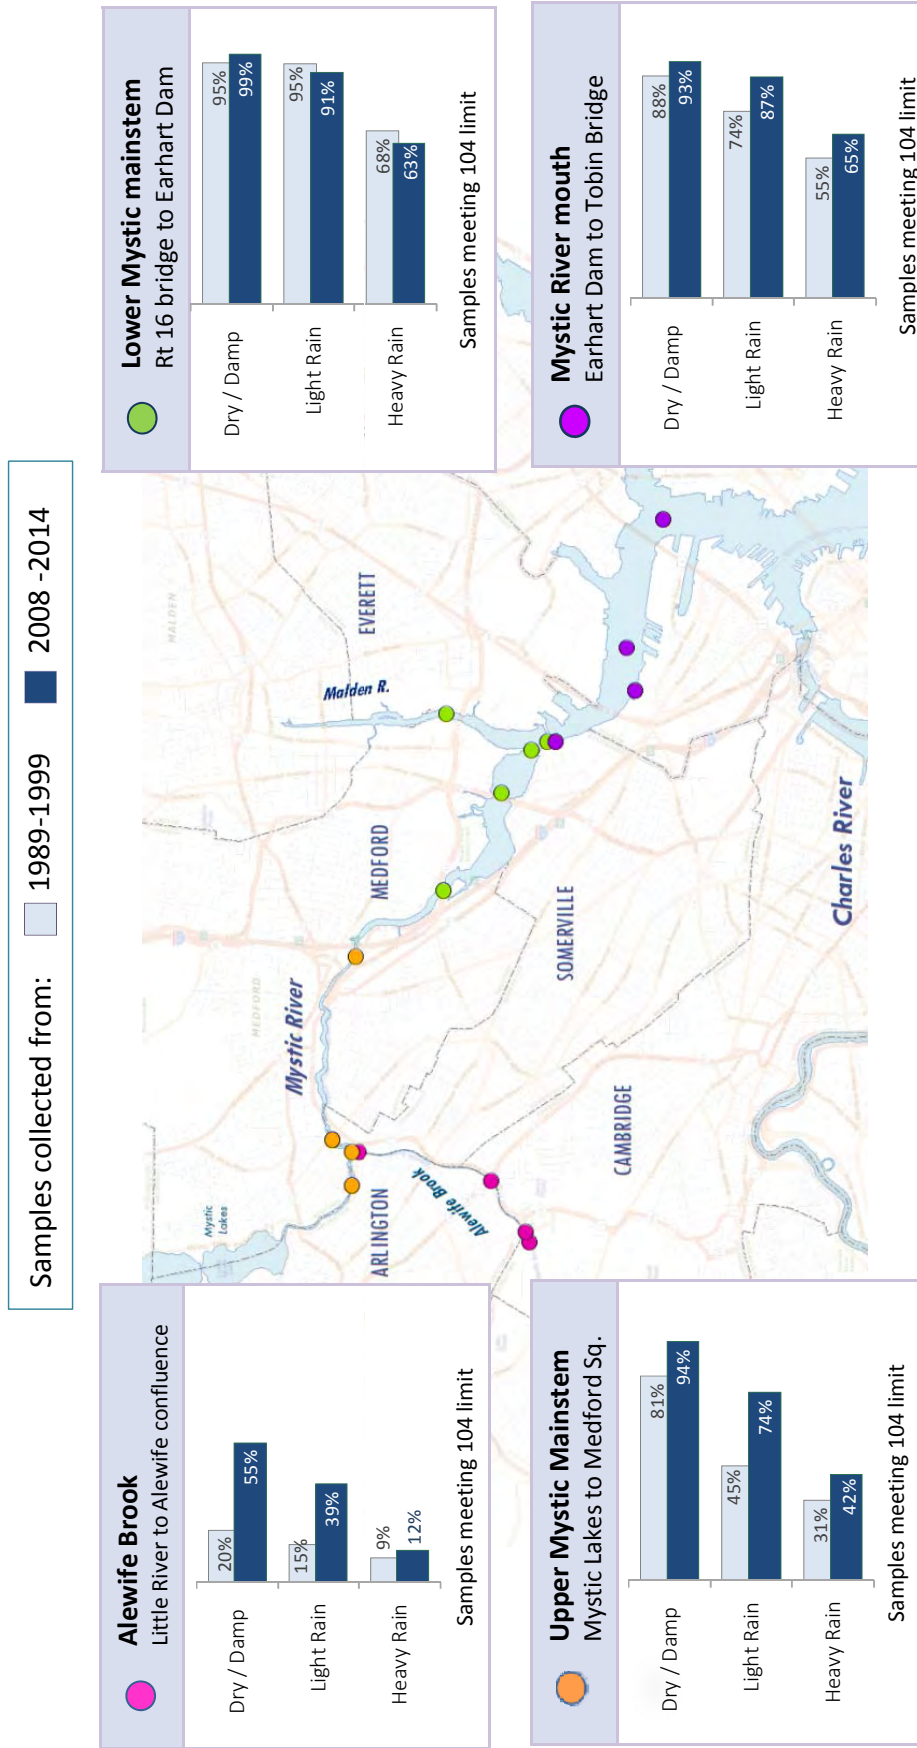 Samples collected from: 1989-1999 2008 -2014
Alewife Brook
Little River to Alewife confluence
Dry / Damp
20%
55%
Light Rain
15%
39%
Heavy Rain
9%
12%
Samples meeting 104 limit
Lower Mystic mainstem
Rt 16 bridge to Earhart Dam
Dry / Damp
95%
99%
Light Rain
95%
91%
Heavy Rain
68%
63%
Samples meeting 104 limit
Mystic
Lakes
ARLINGTON
Alewife Brook
CAMBRIDGE
Mystic River
MEDFORD
MEDFORD
SOMERVILLE
Malden R.
MALDEN
EVERETT
Charles River
Upper Mystic Mainstem
Mystic Lakes to Medford Sq.
Dry / Damp
81%
94%
Light Rain
45%
74%
Heavy Rain
31%
42%
Samples meeting 104 limit
Mystic River mouth
Earhart Dam to Tobin Bridge
Dry / Damp
88%
93%
Light Rain
74%
87%
Heavy Rain
55%
65%
Samples meeting 104 limit